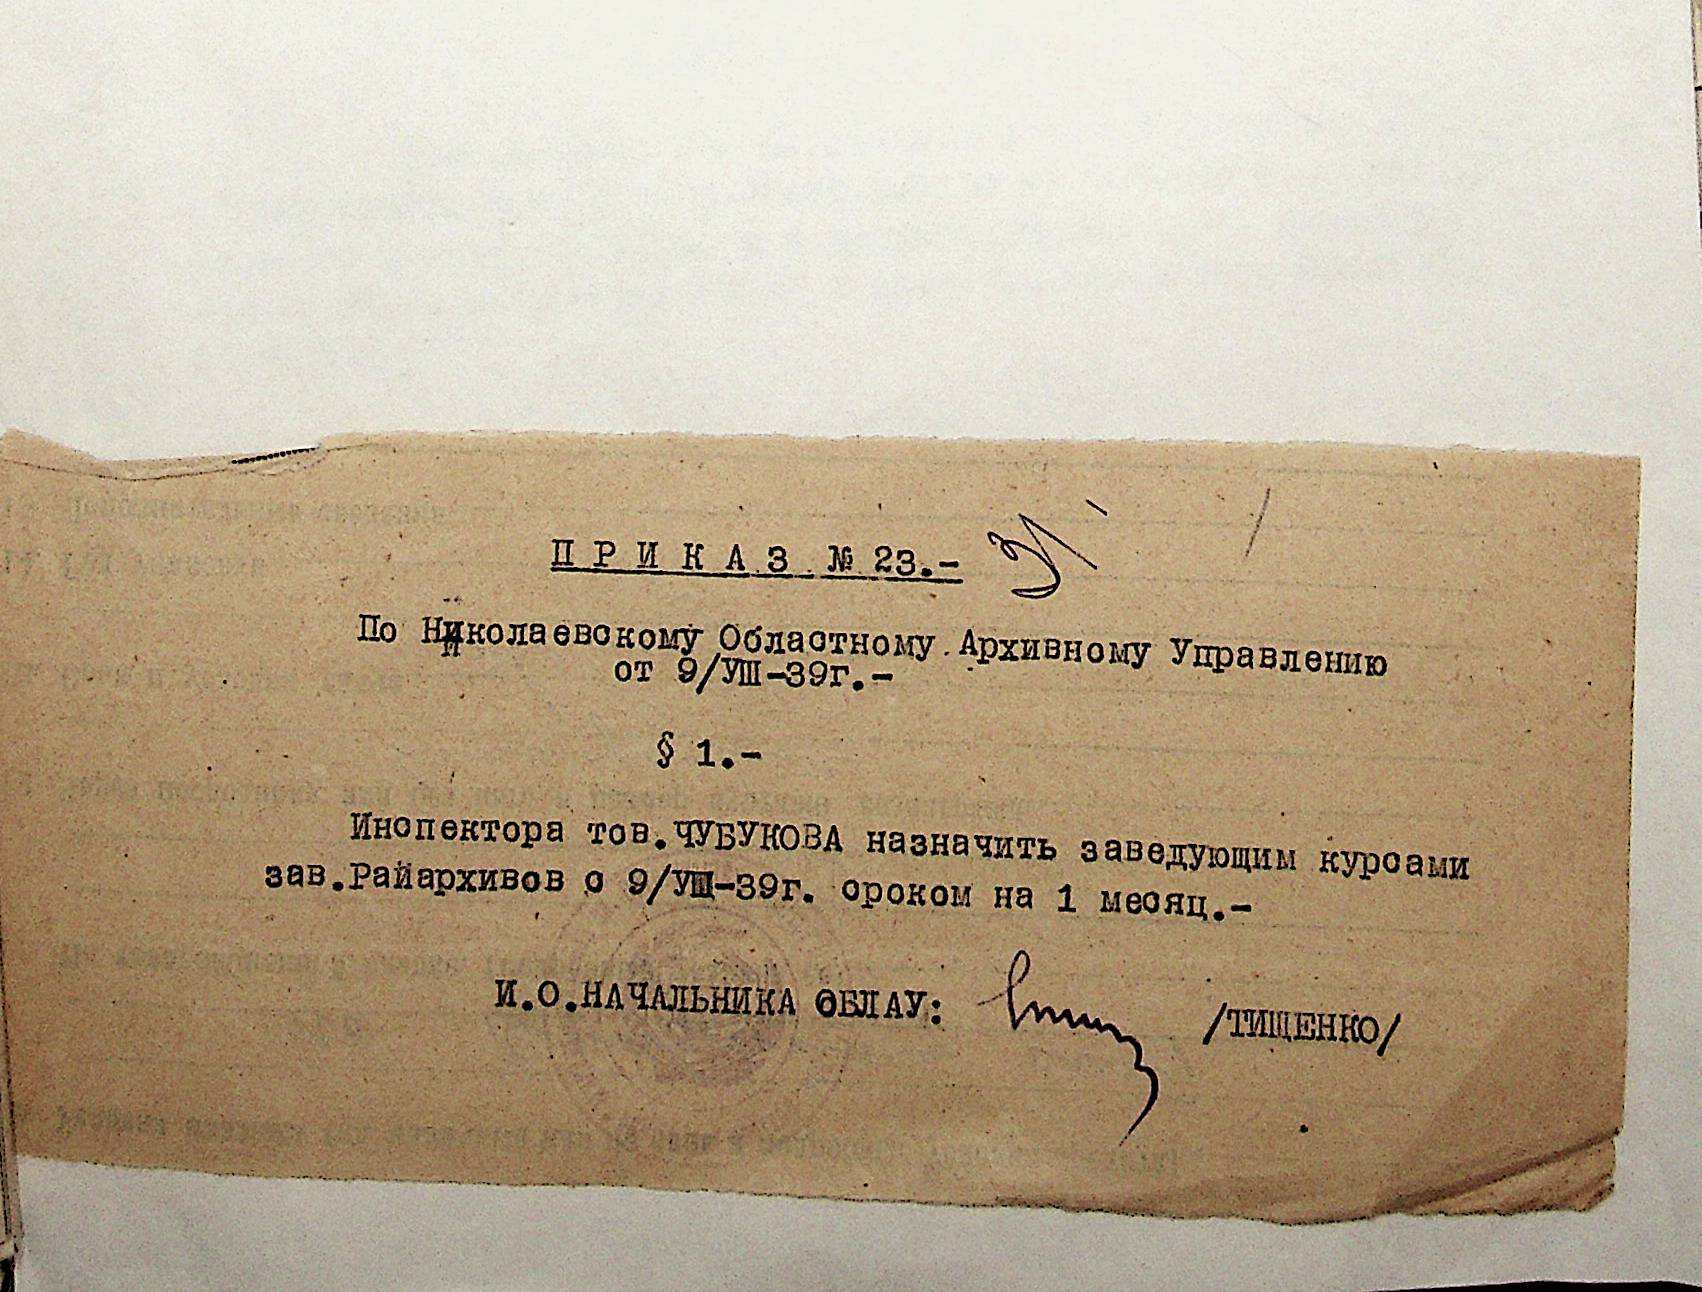 ПРИКАЗ № 23.-
По Николаевскому Областному Архивному Управлению
от 9/УШ-39г.-
§ 1.-
Инспектора тов.ЧУБУКОВА назначить заведующим курсами
зав.Райархивов с 9/УШ-39г. сроком на 1 месяц.-
И.О.НАЧАЛЬНИКА ОБЛАУ: /ТИЩЕНКО/